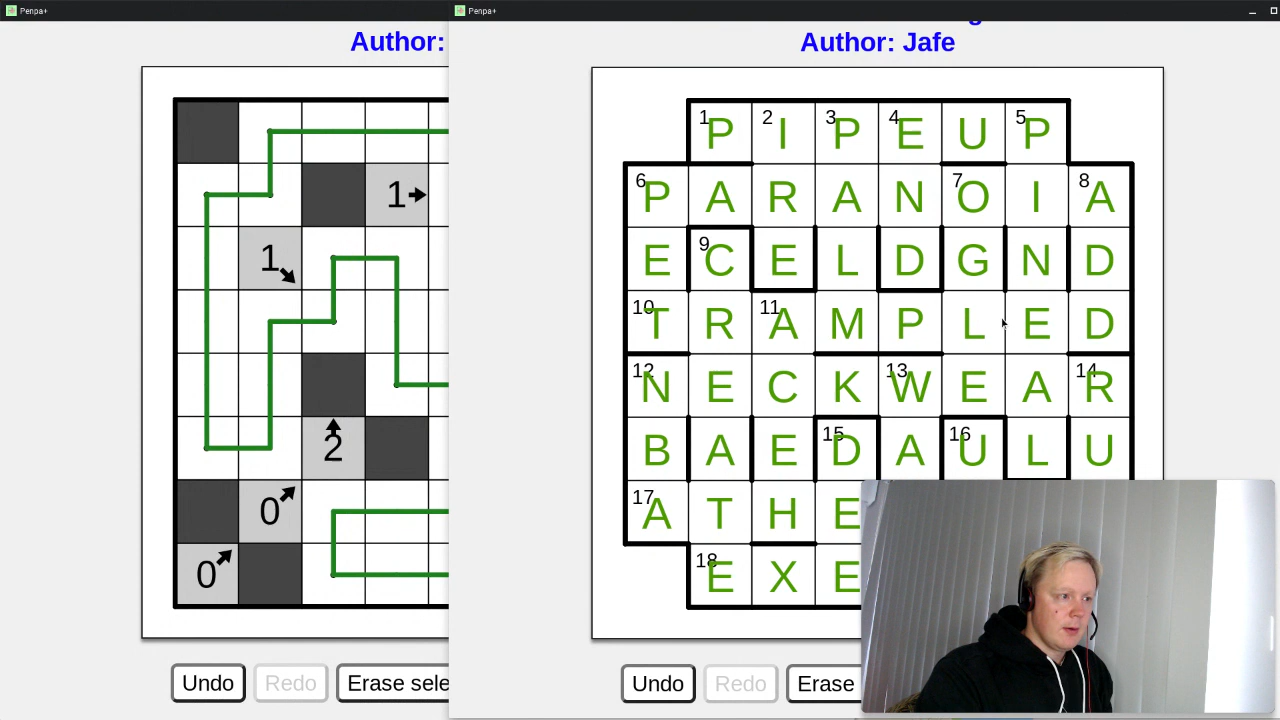 Penpa+
Author:
1
1
2
0
0
Undo
Redo
Erase sele
Penpa+
Author: Jafe
1 P 2 I 3 P 4 E U 5 P
6 P A R A N 7 O I 8 A
E 9 C E L D G N D
10 T R 11 A M P L E D
12 N E C K 13 W E A 14 R
B A E 15 D A 16 U L U
17 A T H E
18 E X E
Undo
Redo
Erase